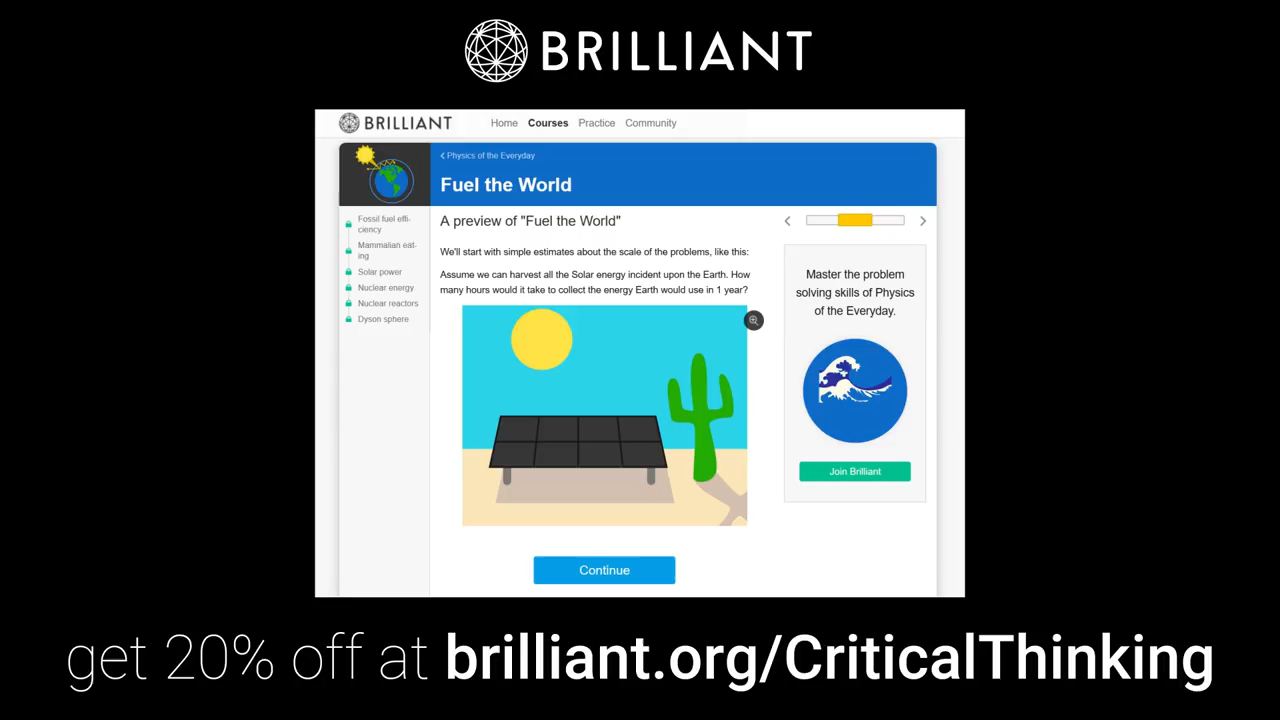 BRILLIANT
BRILLIANT
Home Courses Practice Community
Physics of the Everyday
Fuel the World
Fossil fuel effi-
ciency
Mammalian eat-
ing
Solar power
Nuclear energy
Nuclear reactors
Dyson sphere
A preview of "Fuel the World"
We'll start with simple estimates about the scale of the problems, like this:
Assume we can harvest all the Solar energy incident upon the Earth. How
many hours would it take to collect the energy Earth would use in 1 year?
Continue
Master the problem
solving skills of Physics
of the Everyday.
Join Brilliant
get 20% off at brilliant.org/CriticalThinking